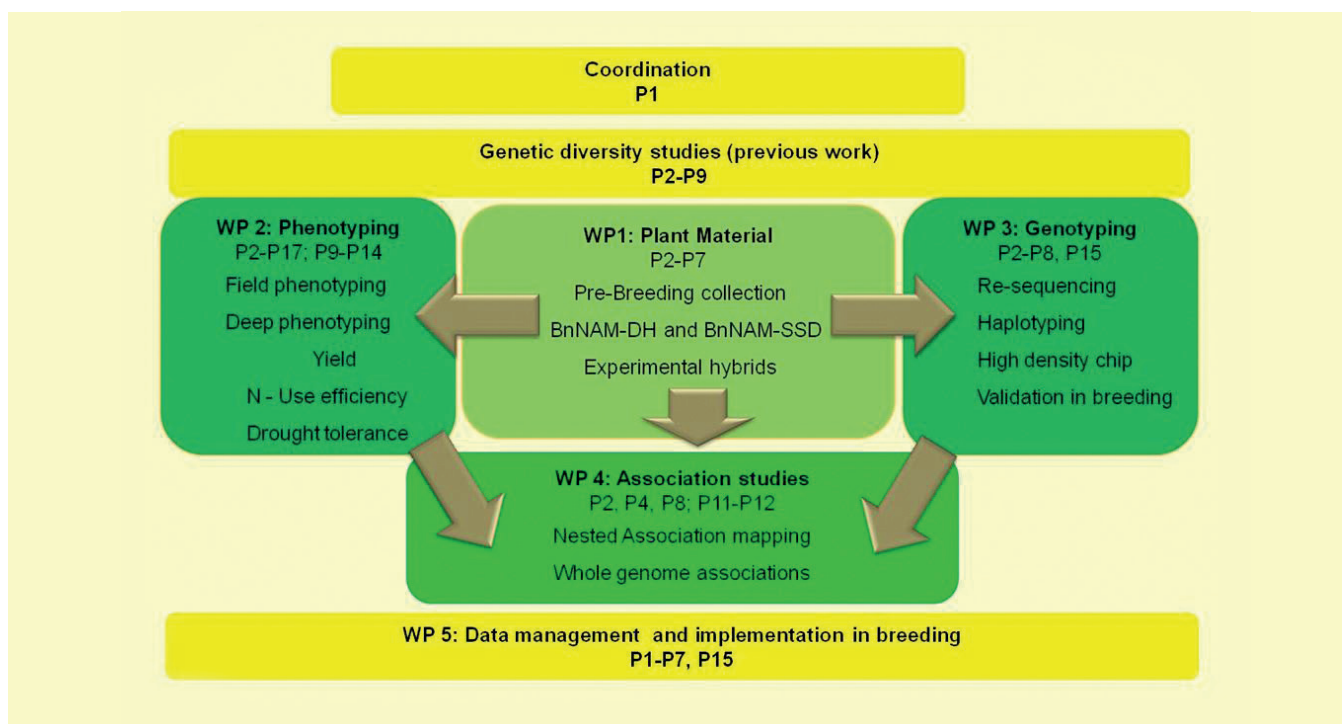 Coordination
P1
Genetic diversity studies (previous work)
P2-P9
WP 2: Phenotyping
P2-P17; P9-P14
Field phenotyping
Deep phenotyping
Yield
N - Use efficiency
Drought tolerance
WP1: Plant Material
P2-P7
Pre-Breeding collection
BnNAM-DH and BnNAM-SSD
Experimental hybrids
WP 3: Genotyping
P2-P8, P15
Re-sequencing
Haplotyping
High density chip
Validation in breeding
WP 4: Association studies
P2, P4, P8; P11-P12
Nested Association mapping
Whole genome associations
WP 5: Data management and implementation in breeding
P1-P7, P15